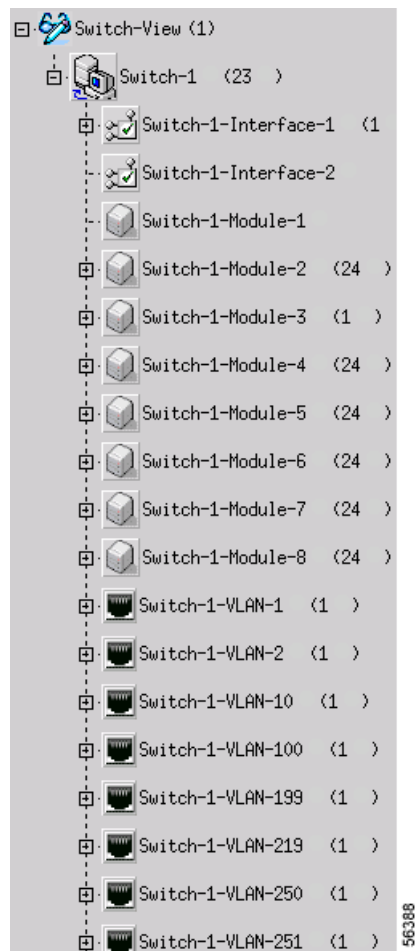 Switch-View (1)
Switch-1 (23 )
Switch-1-Interface-1 (1
Switch-1-Interface-2
Switch-1-Module-1
Switch-1-Module-2 (24 )
Switch-1-Module-3 (1 )
Switch-1-Module-4 (24 )
Switch-1-Module-5 (24 )
Switch-1-Module-6 (24 )
Switch-1-Module-7 (24 )
Switch-1-Module-8 (24 )
Switch-1-VLAN-1 (1 )
Switch-1-VLAN-2 (1 )
Switch-1-VLAN-10 (1 )
Switch-1-VLAN-100 (1 )
Switch-1-VLAN-199 (1 )
Switch-1-VLAN-219 (1 )
Switch-1-VLAN-250 (1 )
Switch-1-VLAN-251 (1 )
56388